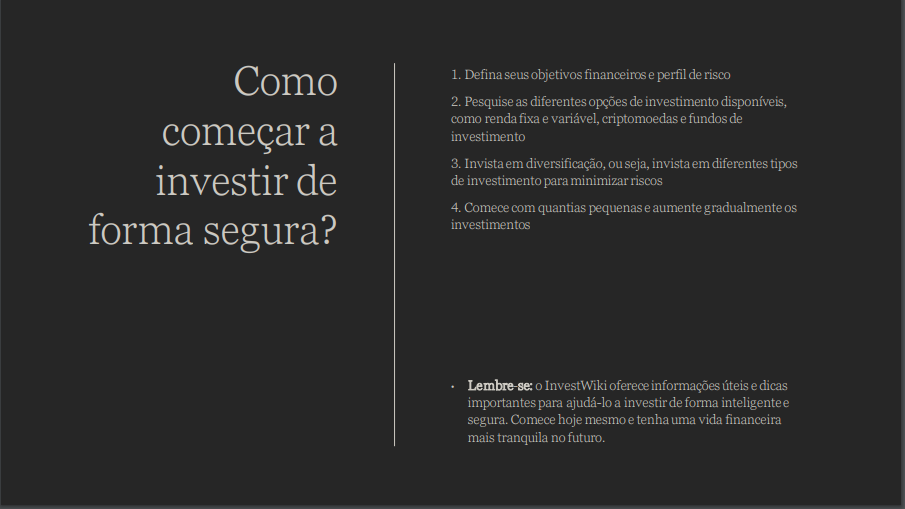 Como
começar a
investir de
forma segura?
1. Defina seus objetivos financeiros e perfil de risco
2. Pesquise as diferentes opções de investimento disponíveis,
como renda fixa e variável, criptomoedas e fundos de
investimento
3. Invista em diversificação, ou seja, invista em diferentes tipos
de investimento para minimizar riscos
4. Comece com quantias pequenas e aumente gradualmente os
investimentos
• Lembre-se: o InvestWiki oferece informações úteis e dicas
importantes para ajudá-lo a investir de forma inteligente e
segura. Comece hoje mesmo e tenha uma vida financeira
mais tranquila no futuro.